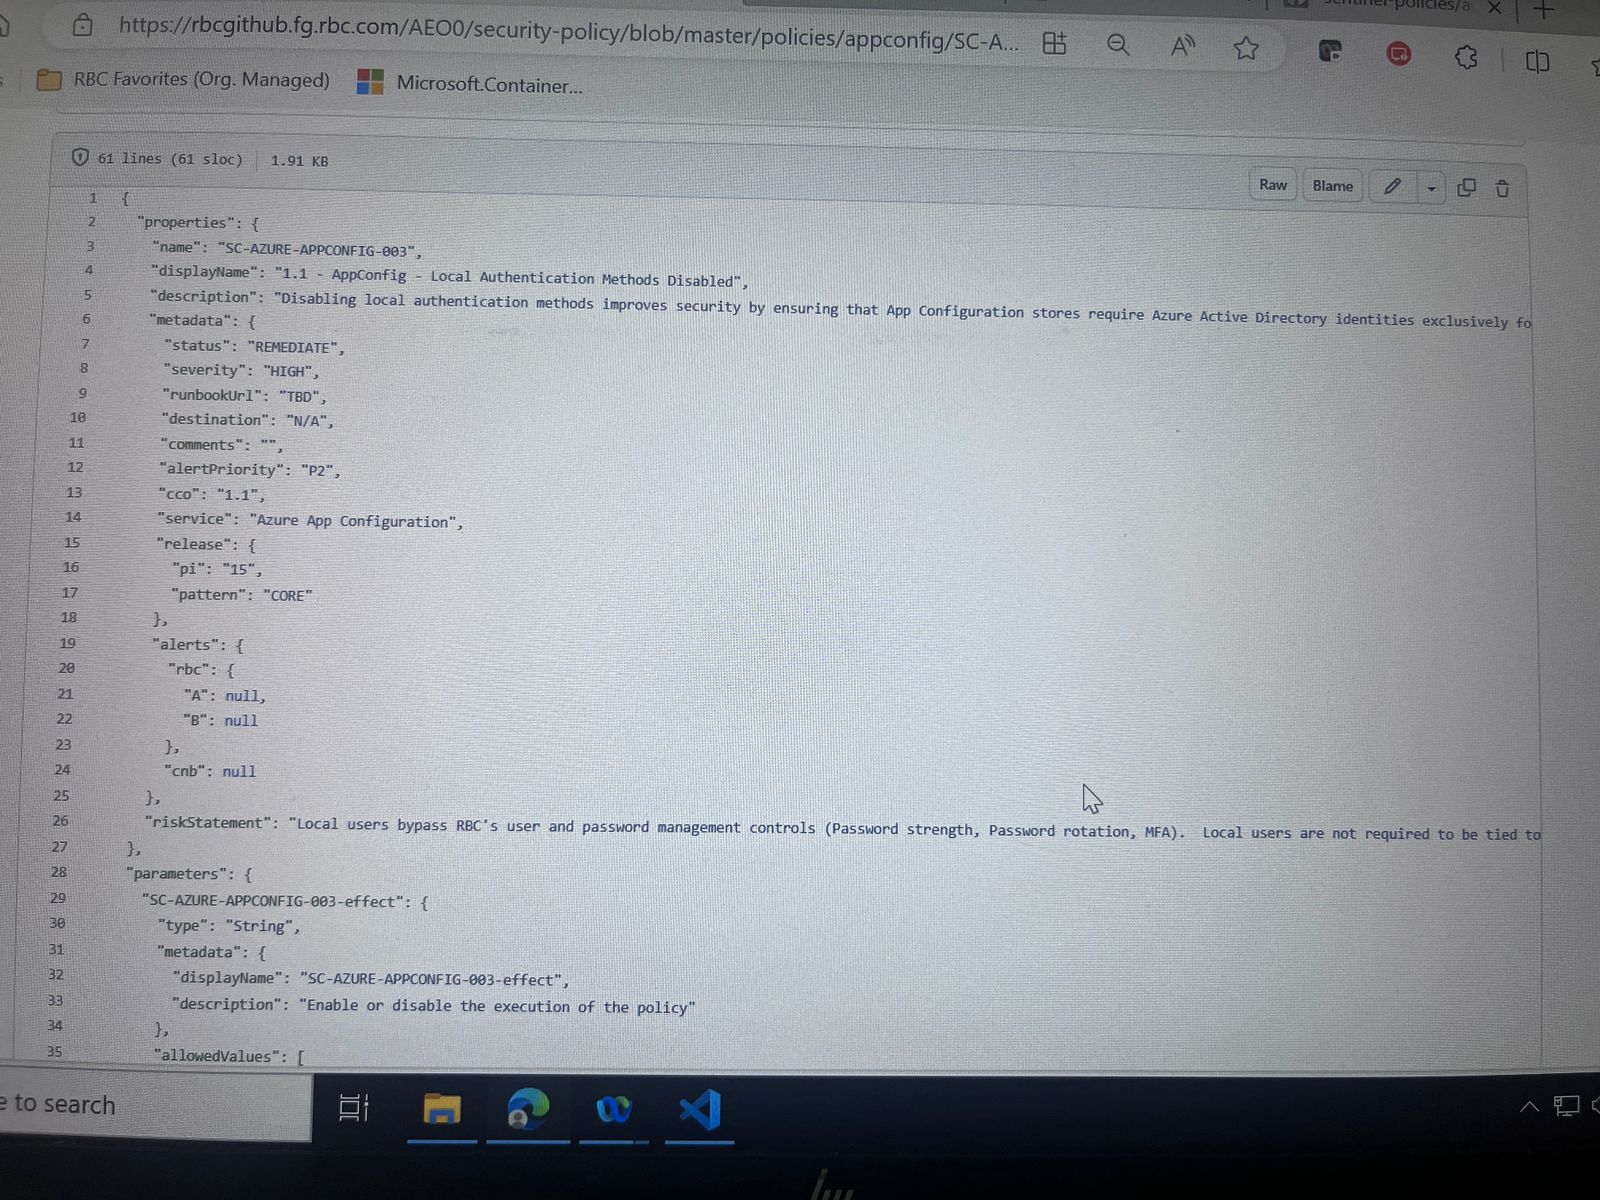 sentinel-policies/a
https://rbcgithub.fg.rbc.com/AEO0/security-policy/blob/master/policies/appconfig/SC-A...
RBC Favorites (Org. Managed)
Microsoft.Container...
61 lines (61 sloc) 1.91 KB
Raw
Blame
1 {
2 "properties": {
3 "name": "SC-AZURE-APPCONFIG-003",
4 "displayName": "1.1 - AppConfig - Local Authentication Methods Disabled",
5 "description": "Disabling local authentication methods improves security by ensuring that App Configuration stores require Azure Active Directory identities exclusively fo
6 "metadata": {
7 "status": "REMEDIATE",
8 "severity": "HIGH",
9 "runbookUrl": "TBD",
10 "destination": "N/A",
11 "comments": "",
12 "alertPriority": "P2",
13 "cco": "1.1",
14 "service": "Azure App Configuration",
15 "release": {
16 "pi": "15",
17 "pattern": "CORE"
18 },
19 "alerts": {
20 "rbc": {
21 "A": null,
22 "B": null
23 },
24 "cnb": null
25 },
26 "riskStatement": "Local users bypass RBC's user and password management controls (Password strength, Password rotation, MFA).  Local users are not required to be tied to
27 },
28 "parameters": {
29 "SC-AZURE-APPCONFIG-003-effect": {
30 "type": "String",
31 "metadata": {
32 "displayName": "SC-AZURE-APPCONFIG-003-effect",
33 "description": "Enable or disable the execution of the policy"
34 },
35 "allowedValues": [
e to search
hp